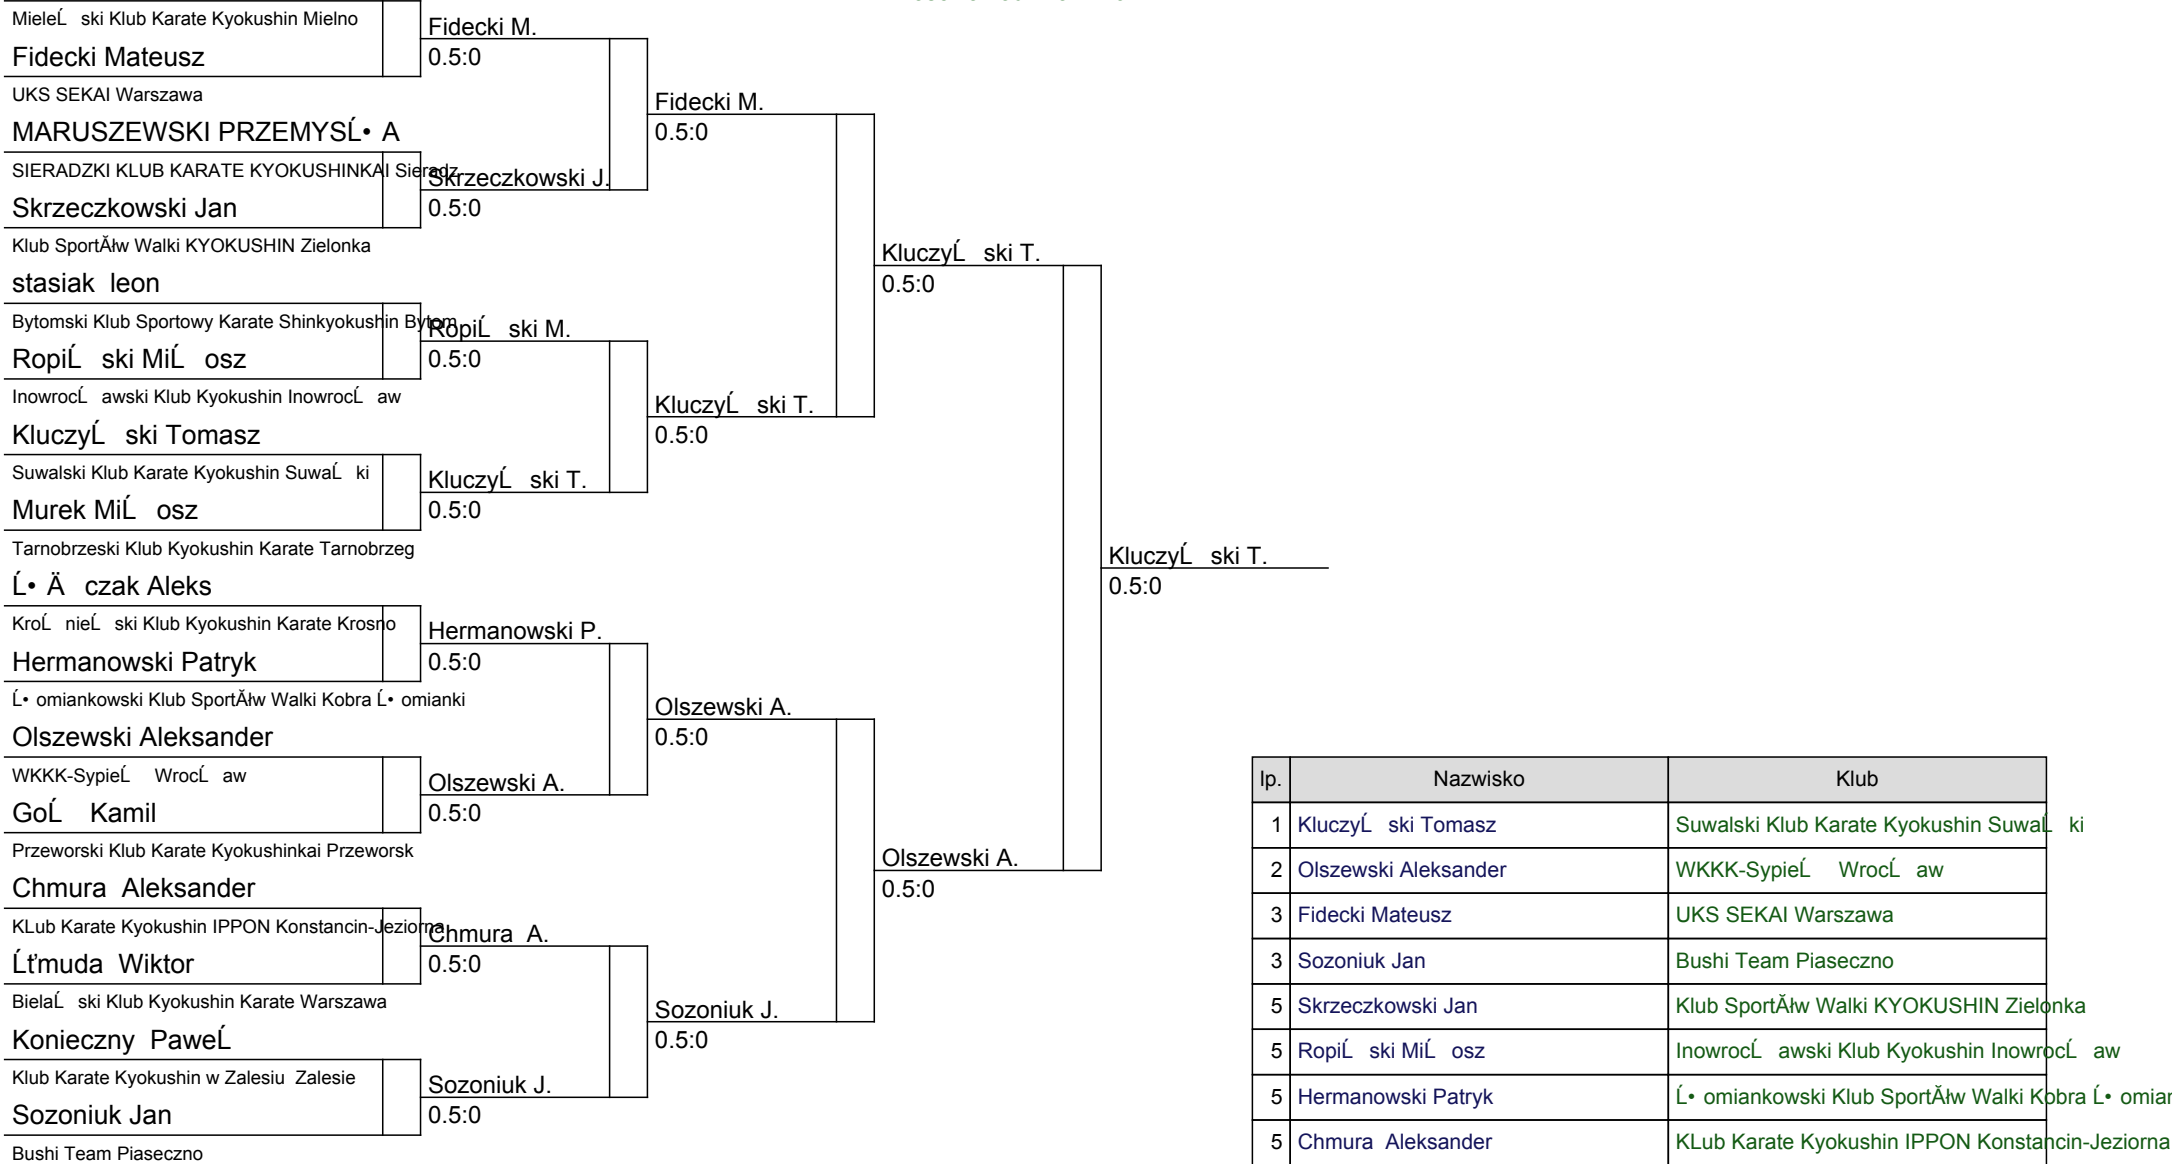 MieleĹ ski Klub Karate Kyokushin Mielno
Fidecki Mateusz
UKS SEKAI Warszawa
MARUSZEWSKI PRZEMYSĹ• A
SIERADZKI KLUB KARATE KYOKUSHINKAI Sieradz
Skrzeczkowski Jan
Klub SportĂłw Walki KYOKUSHIN Zielonka
stasiak leon
Bytomski Klub Sportowy Karate Shinkyokushin Bytom
RopiĹ ski MiĹ osz
InowrocĹ awski Klub Kyokushin InowrocĹ aw
KluczyĹ ski Tomasz
Suwalski Klub Karate Kyokushin SuwaĹ ki
Murek MiĹ osz
Tarnobrzeski Klub Kyokushin Karate Tarnobrzeg
Ĺ• Ä czak Aleks
KroĹ nieĹ ski Klub Kyokushin Karate Krosno
Hermanowski Patryk
Ĺ• omiankowski Klub SportĂłw Walki Kobra Ĺ• omianki
Olszewski Aleksander
WKKK-SypieĹ WrocĹ aw
GoĹ Kamil
Przeworski Klub Karate Kyokushinkai Przeworsk
Chmura Aleksander
KLub Karate Kyokushin IPPON Konstancin-Jeziorna
Ĺťmuda Wiktor
BielaĹ ski Klub Kyokushin Karate Warszawa
Konieczny PaweĹ
Klub Karate Kyokushin w Zalesiu Zalesie
Sozoniuk Jan
Bushi Team Piaseczno
Fidecki M.
0.5:0
Skrzeczkowski J.
0.5:0
RopiĹ ski M.
0.5:0
KluczyĹ ski T.
0.5:0
Hermanowski P.
0.5:0
Olszewski A.
0.5:0
Chmura A.
0.5:0
Sozoniuk J.
0.5:0
Fidecki M.
0.5:0
KluczyĹ ski T.
0.5:0
Olszewski A.
0.5:0
Sozoniuk J.
0.5:0
KluczyĹ ski T.
0.5:0
Olszewski A.
0.5:0
KluczyĹ ski T.
0.5:0
lp. Nazwisko Klub
1 KluczyĹ ski Tomasz Suwalski Klub Karate Kyokushin SuwaĹ ki
2 Olszewski Aleksander WKKK-SypieĹ WrocĹ aw
3 Fidecki Mateusz UKS SEKAI Warszawa
3 Sozoniuk Jan Bushi Team Piaseczno
5 Skrzeczkowski Jan Klub SportĂłw Walki KYOKUSHIN Zielonka
5 RopiĹ ski MiĹ osz InowrocĹ awski Klub Kyokushin InowrocĹ aw
5 Hermanowski Patryk Ĺ• omiankowski Klub SportĂłw Walki Kobra Ĺ•
5 Chmura Aleksander KLub Karate Kyokushin IPPON Konstancin-Jeziorna